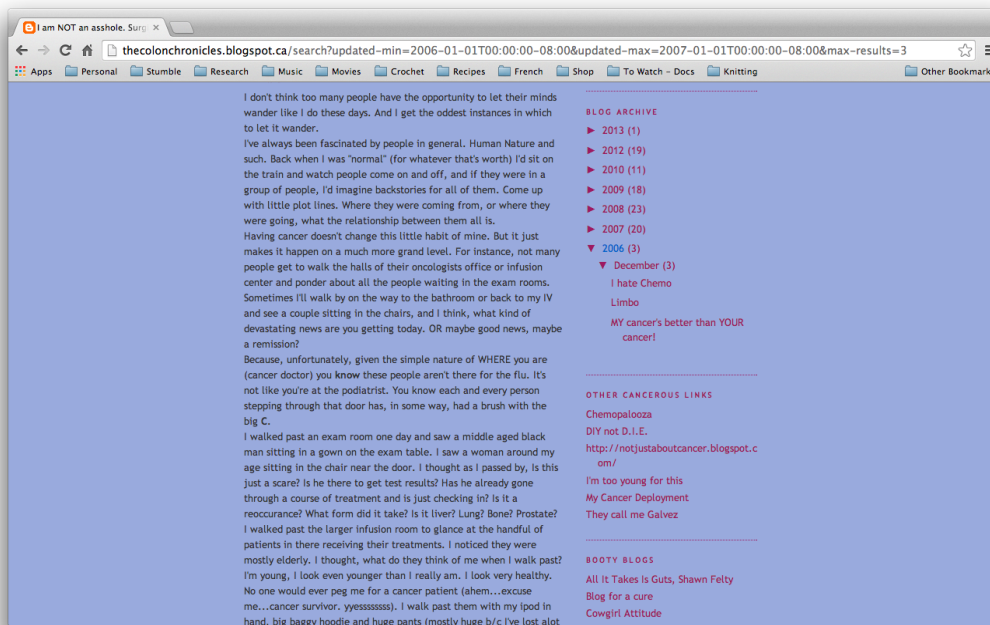 I am NOT an asshole. Surg
thecolonchronicles.blogspot.ca/search?updated-min=2006-01-01T00:00:00-08:00&updated-max=2007-01-01T00:00:00-08:00&max-results=3
Apps Personal Stumble Research Music Movies Crochet Recipes French Shop To Watch – Docs Knitting Other Bookmark
I don't think too many people have the opportunity to let their minds
wander like I do these days. And I get the oddest instances in which
to let it wander.
I've always been fascinated by people in general. Human Nature and
such. Back when I was "normal" (for whatever that's worth) I'd sit on
the train and watch people come on and off, and if they were in a
group of people, I'd imagine backstories for all of them. Come up
with little plot lines. Where they were coming from, or where they
were going, what the relationship between them all is.
Having cancer doesn't change this little habit of mine. But it just
makes it happen on a much more grand level. For instance, not many
people get to walk the halls of their oncologists office or infusion
center and ponder about all the people waiting in the exam rooms.
Sometimes I'll walk by on the way to the bathroom or back to my IV
and see a couple sitting in the chairs, and I think, what kind of
devastating news are you getting today. OR maybe good news, maybe
a remission?
Because, unfortunately, given the simple nature of WHERE you are
(cancer doctor) you know these people aren't there for the flu. It's
not like you're at the podiatrist. You know each and every person
stepping through that door has, in some way, had a brush with the
big C.
I walked past an exam room one day and saw a middle aged black
man sitting in a gown on the exam table. I saw a woman around my
age sitting in the chair near the door. I thought as I passed by, Is this
just a scare? Is he there to get test results? Has he already gone
through a course of treatment and is just checking in? Is it a
reoccurance? What form did it take? Is it liver? Lung? Bone? Prostate?
I walked past the larger infusion room to glance at the handful of
patients in there receiving their treatments. I noticed they were
mostly elderly. I thought, what do they think of me when I walk past?
I'm young, I look even younger than I really am. I look very healthy.
No one would ever peg me for a cancer patient (ahem...excuse
me...cancer survivor. yyessssssss). I walk past them with my ipod in
hand, big baggy hoodie and huge pants (mostly huge b/c I've lost alot
BLOG ARCHIVE
► 2013 (1)
► 2012 (19)
► 2010 (11)
► 2009 (18)
► 2008 (23)
► 2007 (20)
▼ 2006 (3)
▼ December (3)
I hate Chemo
Limbo
MY cancer's better than YOUR
cancer!
OTHER CANCEROUS LINKS
Chemopalooza
DIY not D.I.E.
http://notjustaboutcancer.blogspot.c
om/
I'm too young for this
My Cancer Deployment
They call me Galvez
BOOTY BLOGS
All It Takes Is Guts, Shawn Felty
Blog for a cure
Cowgirl Attitude